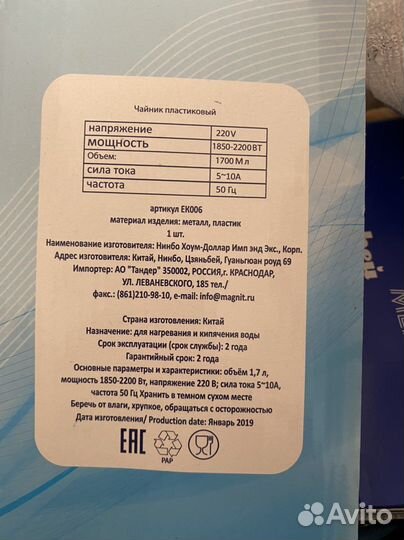 Чайник пластиковый
напряжение 220V
мощность 1850-2200ВТ
Объем: 1700 М.Л
сила тока 5~10А
частота 50 Гц
артикул EK006
материал изделия: металл, пластик
1 шт.
Наименование изготовителя: Нинбо Хоум-Доллар Имп энд Экс., Корп.
Адрес изготовителя: Китай, Нинбо, Цзяньбей, Гуаньгюан роуд 69
Импортер: АО "Тандер" 350002, РОССИЯ, г. КРАСНОДАР,
УЛ. ЛЕВАНЕВСКОГО, 185 тел./
факс.: (861)210-98-10, e-mail: info@magnit.ru
Страна изготовления: Китай
Назначение: для нагревания и кипячения воды
Срок эксплуатации (срок службы): 2 года
Гарантийный срок: 2 года
Основные параметры и характеристики: объём 1,7 л,
мощность 1850-2200 Вт, напряжение 220 В; сила тока 5~10А,
частота 50 Гц Хранить в темном сухом месте
Беречь от влаги, хрупкое, обращаться с осторожностью
Дата изготовления/ Production date: Январь 2019
EAC
PAP
Avito